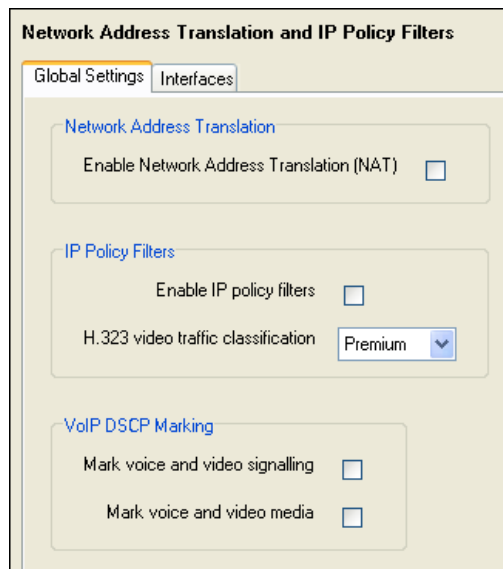 Network Address Translation and IP Policy Filters
Global Settings Interfaces
Network Address Translation
Enable Network Address Translation (NAT)
IP Policy Filters
Enable IP policy filters
H.323 video traffic classification Premium
VoIP DSCP Marking
Mark voice and video signalling
Mark voice and video media